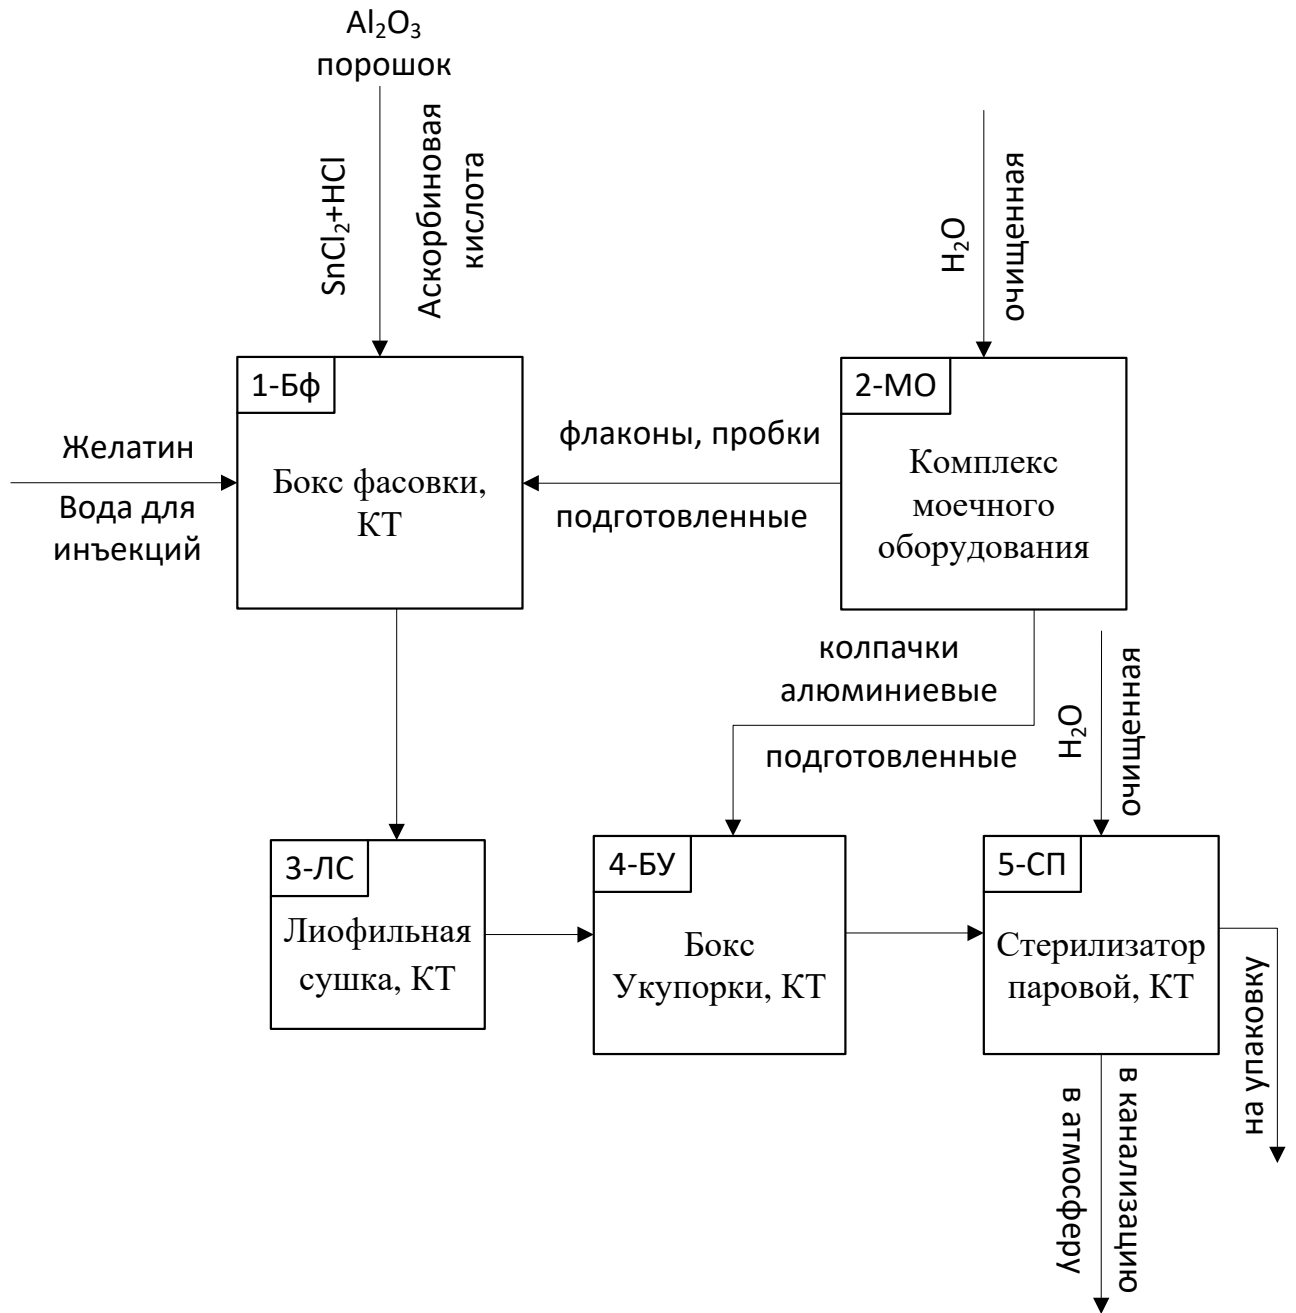 Al₂O₃
порошок
SnCl₂+HCl
Аскорбиновая
кислота
H₂O
очищенная
1-Бф
Бокс фасовки,
КТ
Желатин
Вода для
инъекций
флаконы, пробки
подготовленные
2-МО
Комплекс
моечного
оборудования
колпачки
алюминиевые
подготовленные
H₂O
очищенная
3-ЛС
Лиофильная
сушка, КТ
4-БУ
Бокс
Укупорки, КТ
5-СП
Стерилизатор
паровой, КТ
на упаковку
в атмосферу
в канализацию